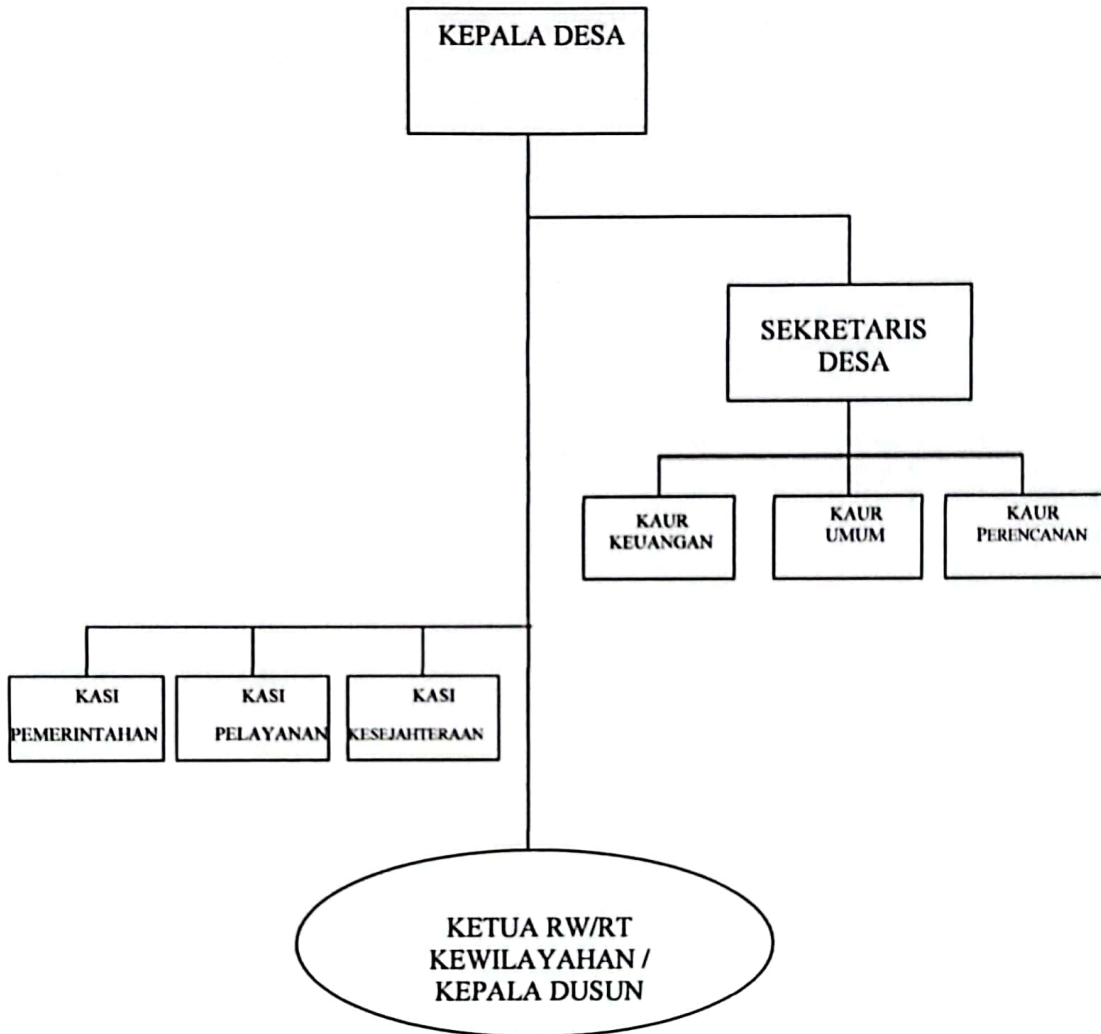 KEPALA DESA
SEKRETARIS
DESA
KAUR
KEUANGAN
KAUR
UMUM
KAUR
PERENCANAN
KASI
PEMERINTAHAN
KASI
PELAYANAN
KASI
KESEJAHTERAAN
KETUA RW/RT
KEWILAYAHAN /
KEPALA DUSUN